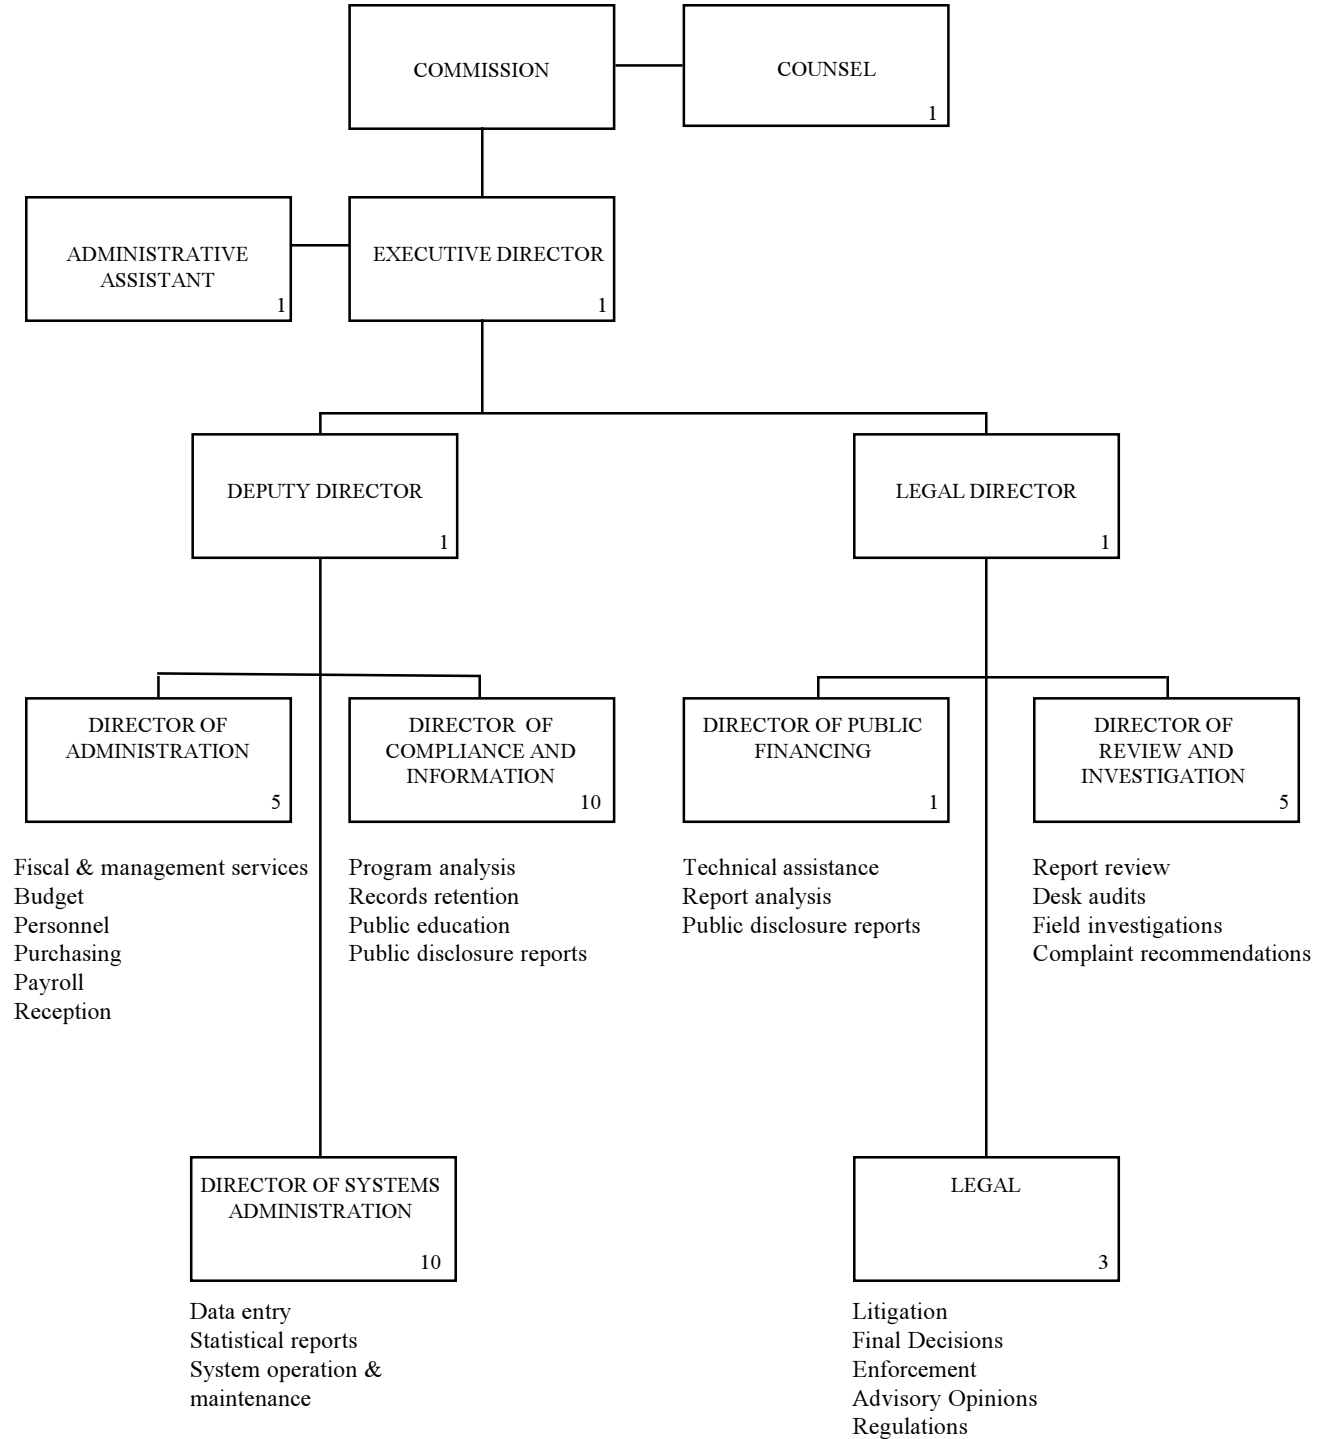 COMMISSION
COUNSEL
1
ADMINISTRATIVE
ASSISTANT
1
EXECUTIVE DIRECTOR
1
DEPUTY DIRECTOR
1
LEGAL DIRECTOR
1
DIRECTOR OF
ADMINISTRATION
5
DIRECTOR OF
COMPLIANCE AND
INFORMATION
10
DIRECTOR OF PUBLIC
FINANCING
1
DIRECTOR OF
REVIEW AND
INVESTIGATION
5
Fiscal & management services
Budget
Personnel
Purchasing
Payroll
Reception
Program analysis
Records retention
Public education
Public disclosure reports
Technical assistance
Report analysis
Public disclosure reports
Report review
Desk audits
Field investigations
Complaint recommendations
DIRECTOR OF SYSTEMS
ADMINISTRATION
10
LEGAL
3
Data entry
Statistical reports
System operation &
maintenance
Litigation
Final Decisions
Enforcement
Advisory Opinions
Regulations